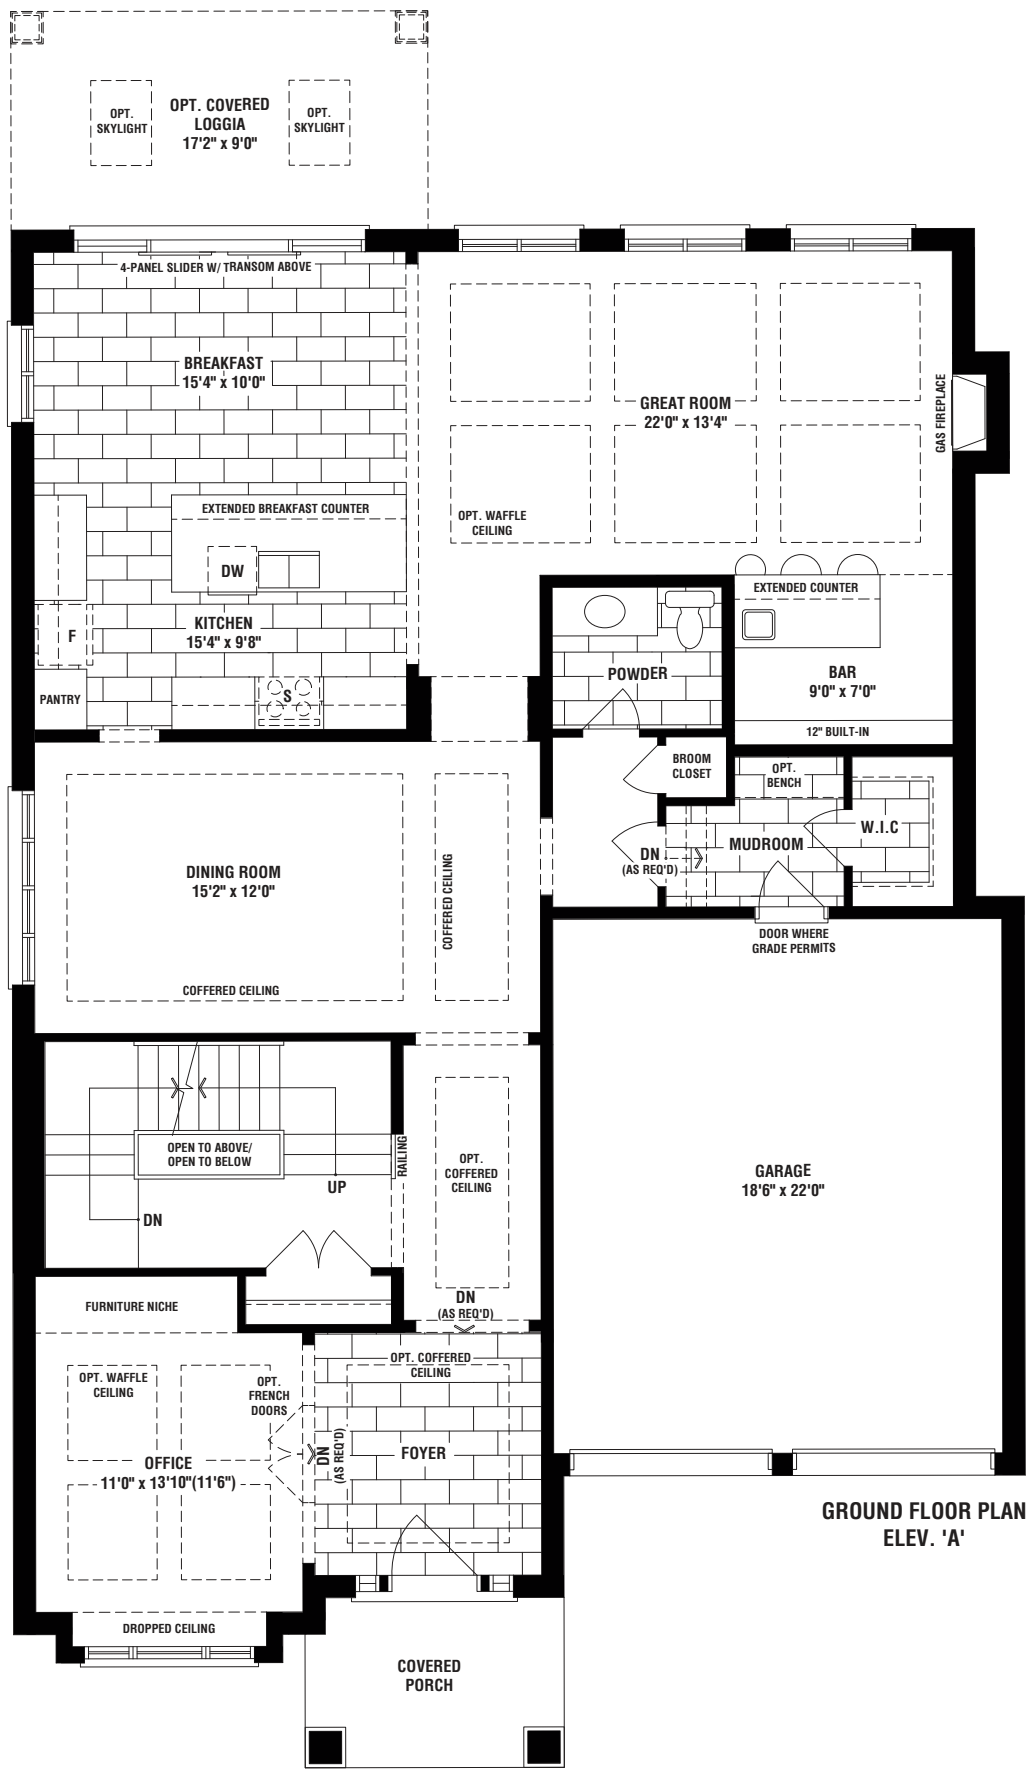 OPT.
SKYLIGHT
OPT. COVERED
LOGGIA
17'2" x 9'0"
OPT.
SKYLIGHT
4-PANEL SLIDER W/ TRANSOM ABOVE
BREAKFAST
15'4" x 10'0"
GREAT ROOM
22'0" x 13'4"
GAS FIREPLACE
OPT. WAFFLE
CEILING
EXTENDED BREAKFAST COUNTER
DW
F
KITCHEN
15'4" x 9'8"
PANTRY
S
POWDER
EXTENDED COUNTER
BAR
9'0" x 7'0"
12" BUILT-IN
BROOM
CLOSET
OPT.
BENCH
W.I.C
MUDROOM
DN
(AS REQ'D)
DINING ROOM
15'2" x 12'0"
COFFERED CEILING
COFFERED CEILING
DOOR WHERE
GRADE PERMITS
OPEN TO ABOVE/
OPEN TO BELOW
RAILING
UP
DN
OPT.
COFFERED
CEILING
GARAGE
18'6" x 22'0"
DN
(AS REQ'D)
FURNITURE NICHE
OPT. WAFFLE
CEILING
OPT.
FRENCH
DOORS
OPT. COFFERED
CEILING
DN
(AS REQ'D)
FOYER
OFFICE
11'0" x 13'10"(11'6")
GROUND FLOOR PLAN
ELEV. 'A'
DROPPED CEILING
COVERED
PORCH